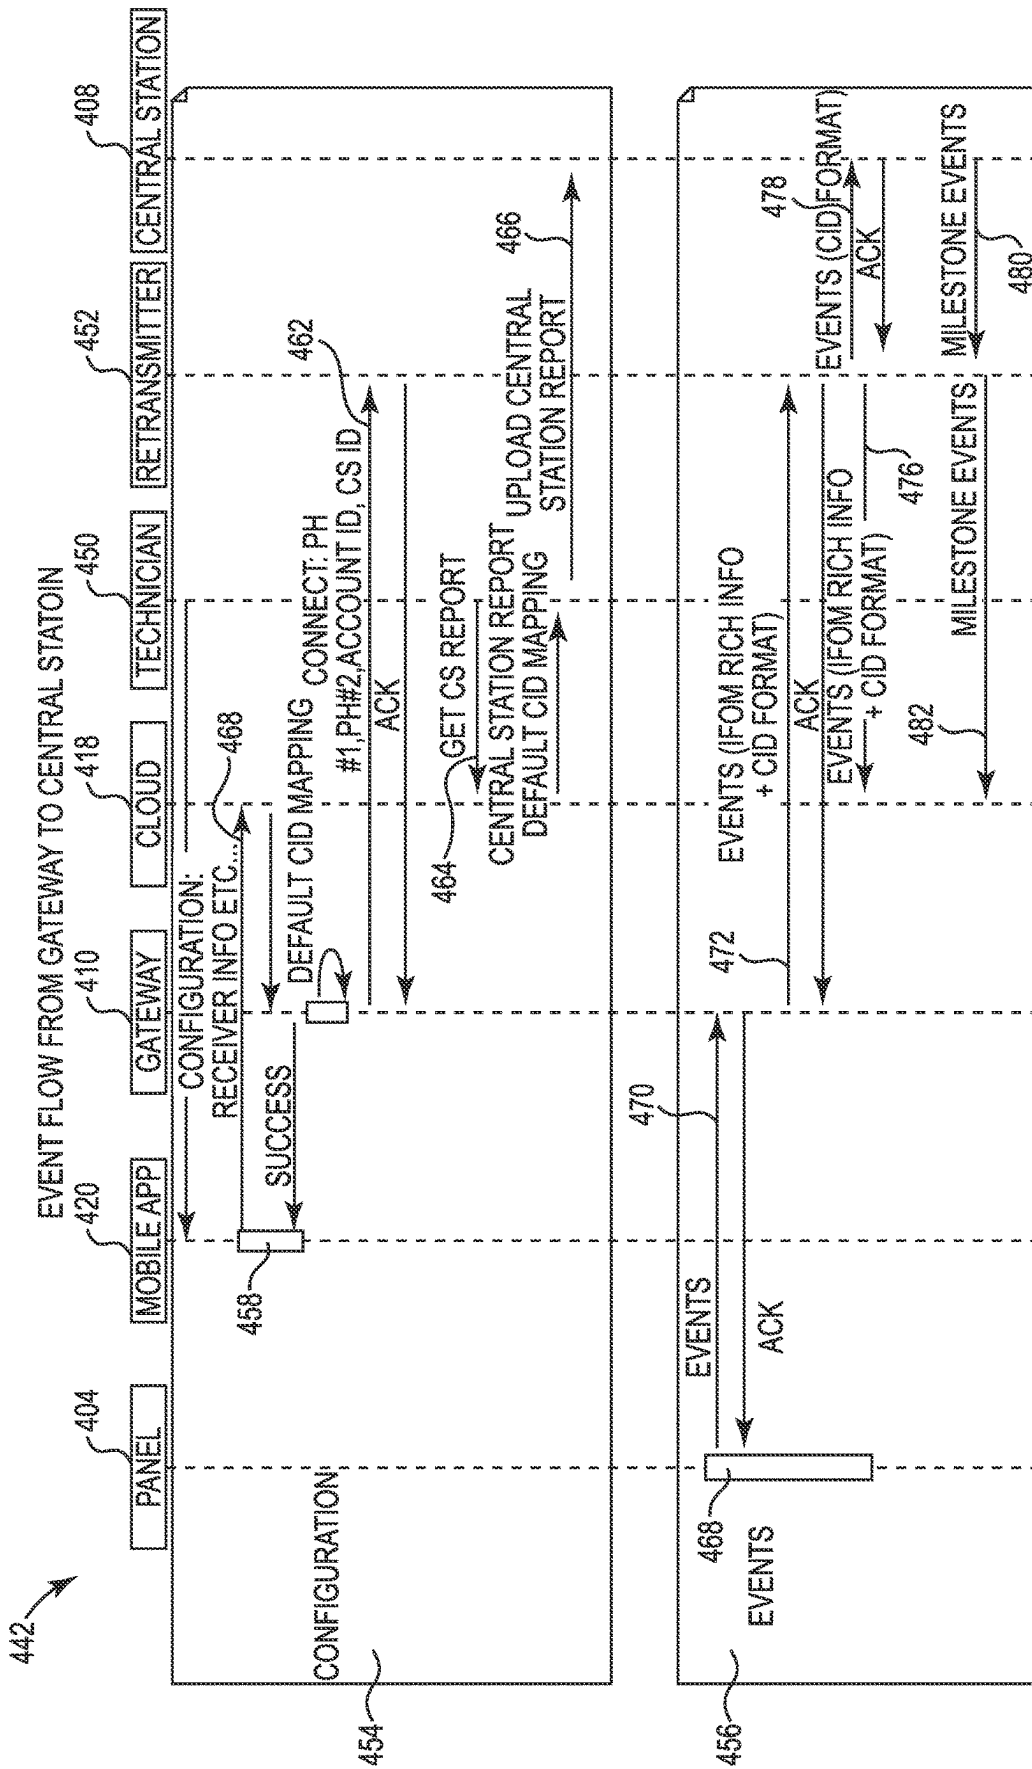 EVENT FLOW FROM GATEWAY TO CENTRAL STATOIN
442
404
420
410
418
450
452
408
PANEL
MOBILE APP
GATEWAY
CLOUD
TECHNICIAN
RETRANSMITTER
CENTRAL STATION
CONFIGURATION:
RECEIVER INFO ETC...
468
458
SUCCESS
DEFAULT CID MAPPING
CONNECT: PH
#1,PH#2,ACCOUNT ID, CS ID
462
ACK
CONFIGURATION
454
GET CS REPORT
464
CENTRAL STATION REPORT
DEFAULT CID MAPPING
UPLOAD CENTRAL
STATION REPORT
466
EVENTS
470
ACK
468
EVENTS
456
472
EVENTS (IFOM RICH INFO
+ CID FORMAT)
ACK
EVENTS (IFOM RICH INFO
+ CID FORMAT)
476
EVENTS (CID FORMAT)
478
ACK
MILESTONE EVENTS
480
MILESTONE EVENTS
482